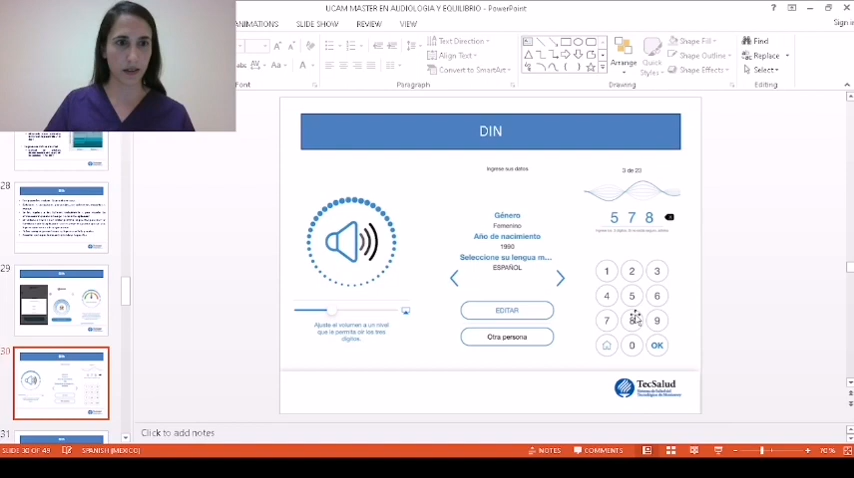 UCAM MASTER EN AUDIOLOGIA Y EQUILIBRIO - PowerPoint
Sign in
ANIMATIONS SLIDE SHOW REVIEW VIEW
Text Direction
Align Text
Convert to SmartArt
Arrange
Quick
Styles
Shape Fill
Shape Outline
Shape Effects
Find
Replace
Select
Font
Paragraph
Drawing
Editing
28
29
30
31
DIN
DIN
DIN
Ingrese sus datos
3 de 23
5 7 8
Género
Femenino
Año de nacimiento
1990
Seleccione su lengua m...
ESPAÑOL
EDITAR
Otra persona
Ajuste el volumen a un nivel
que le permita oír los tres
dígitos.
1 2 3
4 5 6
7 8 9
0 OK
TecSalud
Click to add notes
SLIDE 30 OF 49
SPANISH (MEXICO)
NOTES
COMMENTS
70%